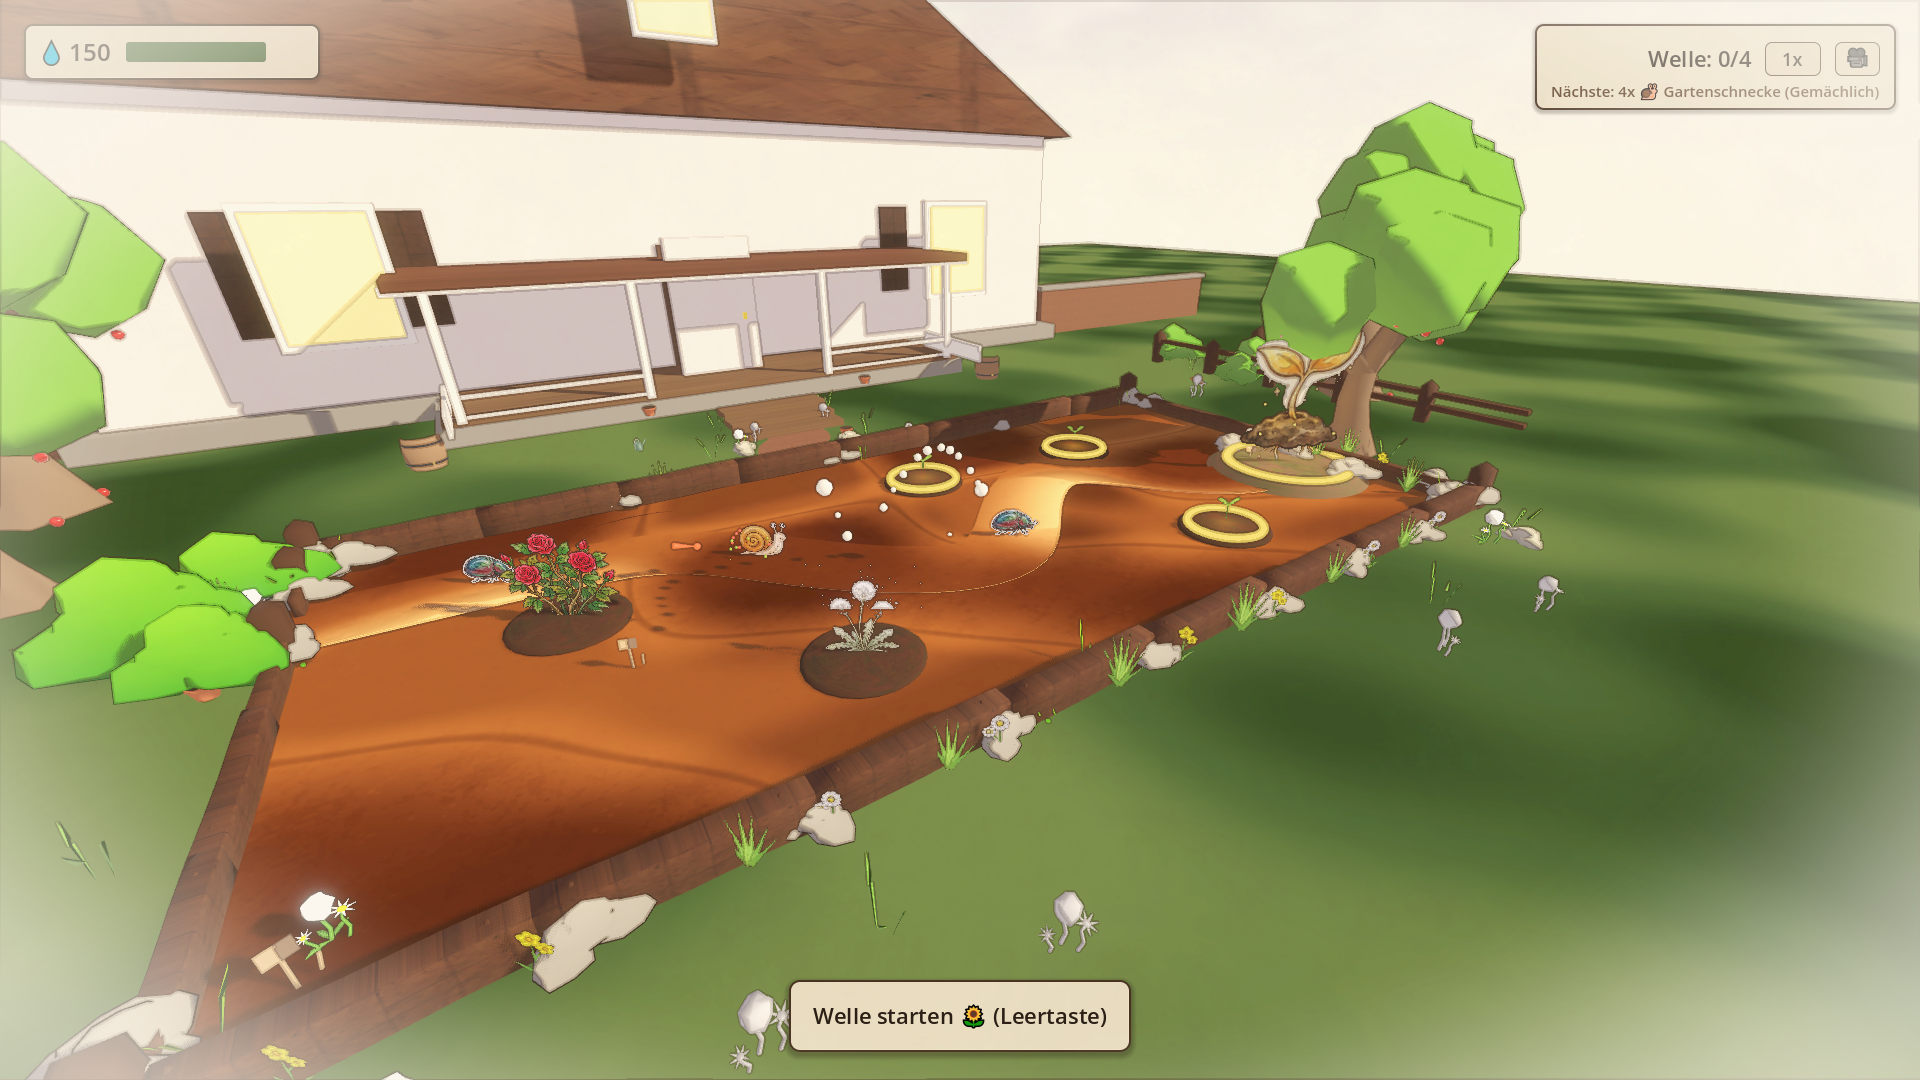 150
Welle: 0/4
1x
Nächste: 4x 🐌 Gartenschnecke (Gemächlich)
Welle starten 🌻 (Leertaste)